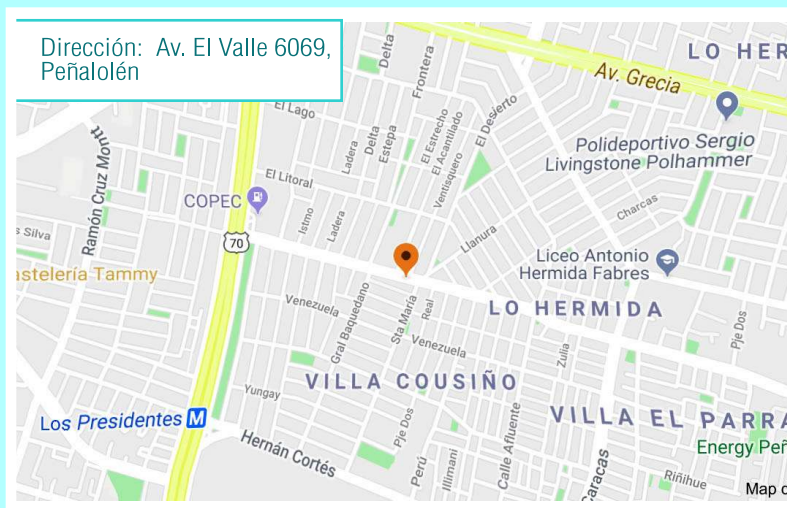 Dirección: Av. El Valle 6069,
Peñalolén
Delta
Frontera
LO HER
Av. Grecia
El Lago
Delta
Estepa
Ladera
El Estrecho
El Acantilado
Ventisquero
El Desierto
Polideportivo Sergio
Livingstone Polhammer
Ramón Cruz Montt
El Litoral
COPEC
Istmo
Ladera
Charcas
s Silva
70
Llanura
Liceo Antonio
Hermida Fabres
astelería Tammy
Venezuela
Gral Baquedano
Sta María
Real
LO HERMIDA
Venezuela
Zulia
Pje Dos
VILLA COUSIÑO
Yungay
Los Presidentes M
VILLA EL PARRA
Hernán Cortés
Pje Dos
Perú
Illimani
Calle Afluente
Caracas
Energy Peñ
Riñihue
Map d